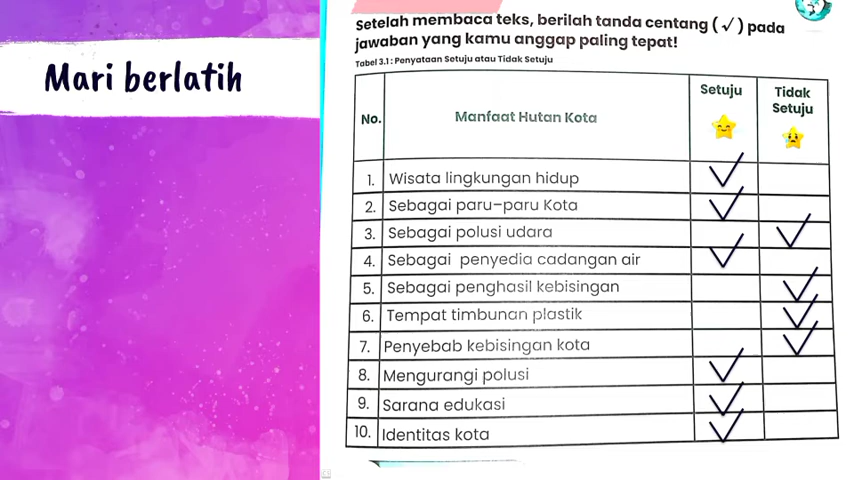 Mari berlatih
Setelah membaca teks, berilah tanda centang ( √ ) pada
jawaban yang kamu anggap paling tepat!
Tabel 3.1 : Penyataan Setuju atau Tidak Setuju
No. Manfaat Hutan Kota Setuju Tidak
Setuju
1. Wisata lingkungan hidup ✓
2. Sebagai paru-paru Kota ✓
3. Sebagai polusi udara ✓
4. Sebagai penyedia cadangan air ✓
5. Sebagai penghasil kebisingan ✓
6. Tempat timbunan plastik ✓
7. Penyebab kebisingan kota ✓
8. Mengurangi polusi ✓
9. Sarana edukasi ✓
10. Identitas kota ✓